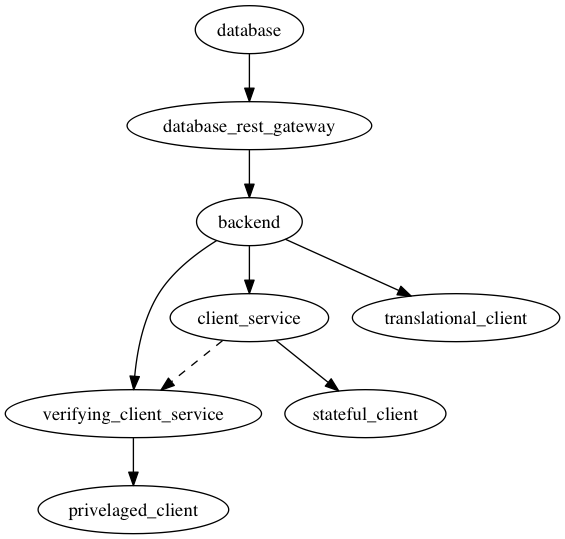 database
database_rest_gateway
backend
client_service
translational_client
verifying_client_service
stateful_client
privelaged_client